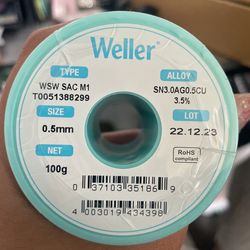 Weller
TYPE
WSW SAC M1
T0051388299
ALLOY
SN3.0AG0.5CU
3.5%
SIZE
0.5mm
LOT
22.12.23
NET
100g
RoHS
compliant
0 37103 35186 9
4 003019 434398